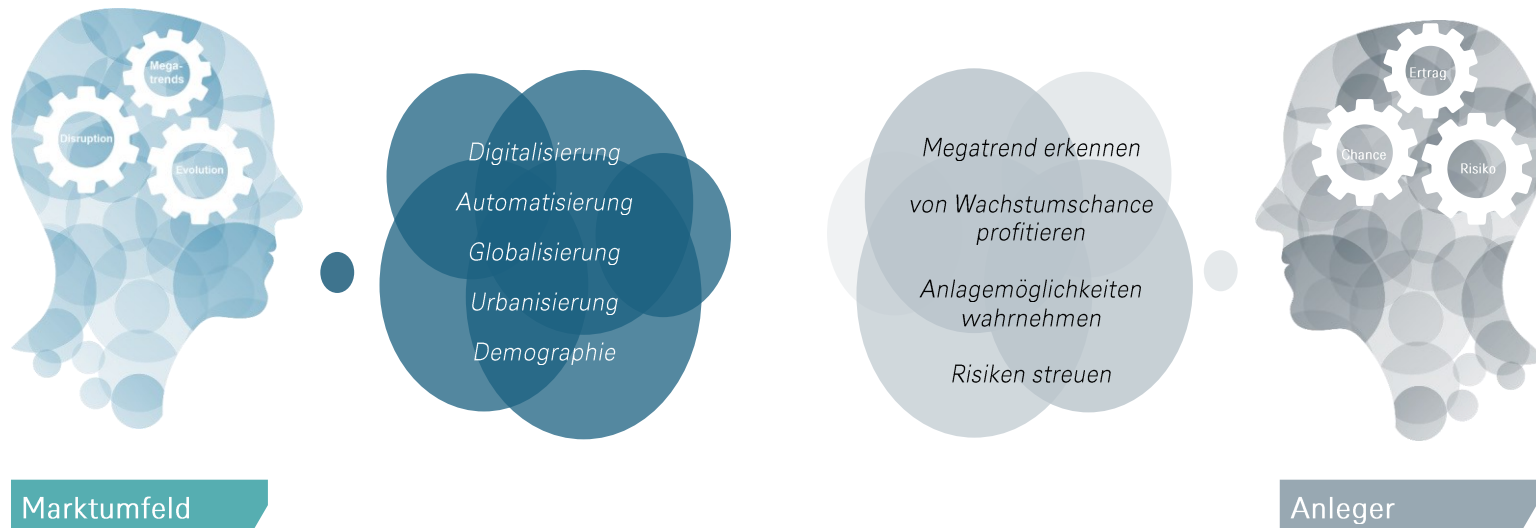 Mega-
trends
Disruption
Evolution
Digitalisierung
Automatisierung
Globalisierung
Urbanisierung
Demographie
Megatrend erkennen
von Wachstumschance
profitieren
Anlagemöglichkeiten
wahrnehmen
Risiken streuen
Ertrag
Chance
Risiko
Marktumfeld
Anleger